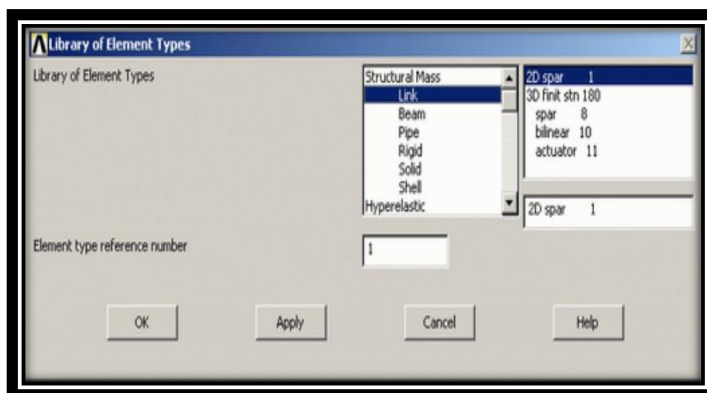 Library of Element Types
Library of Element Types
Structural Mass
Link
Beam
Pipe
Rigid
Solid
Shell
Hyperelastic
2D spar 1
3D finit stn 180
spar 8
bilinear 10
actuator 11
2D spar 1
Element type reference number
1
OK
Apply
Cancel
Help